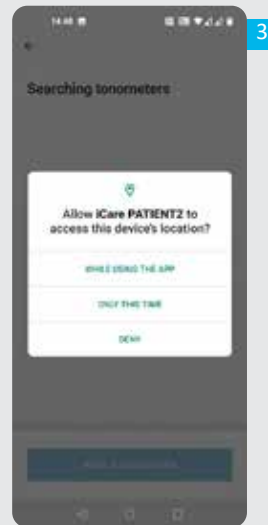 14:48
3
Searching tonometers
Allow iCare PATIENT2 to
access this device's location?
WHILE USING THE APP
ONLY THIS TIME
DENY